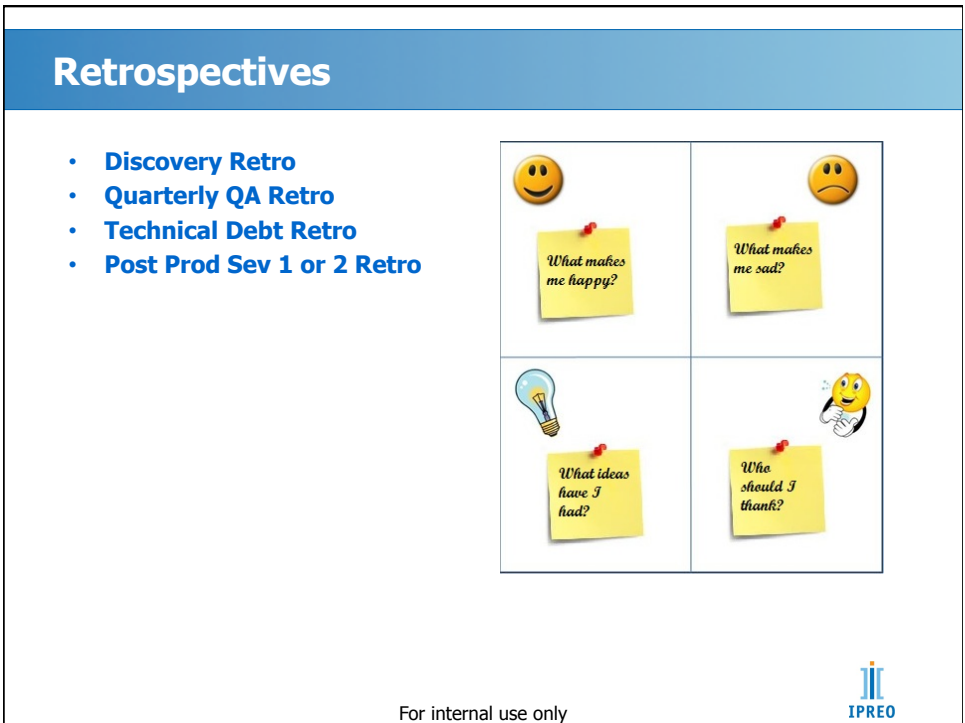 Retrospectives
• Discovery Retro
• Quarterly QA Retro
• Technical Debt Retro
• Post Prod Sev 1 or 2 Retro
What makes
me happy?
What makes
me sad?
What ideas
have I
had?
Who
should I
thank?
For internal use only
IPREO